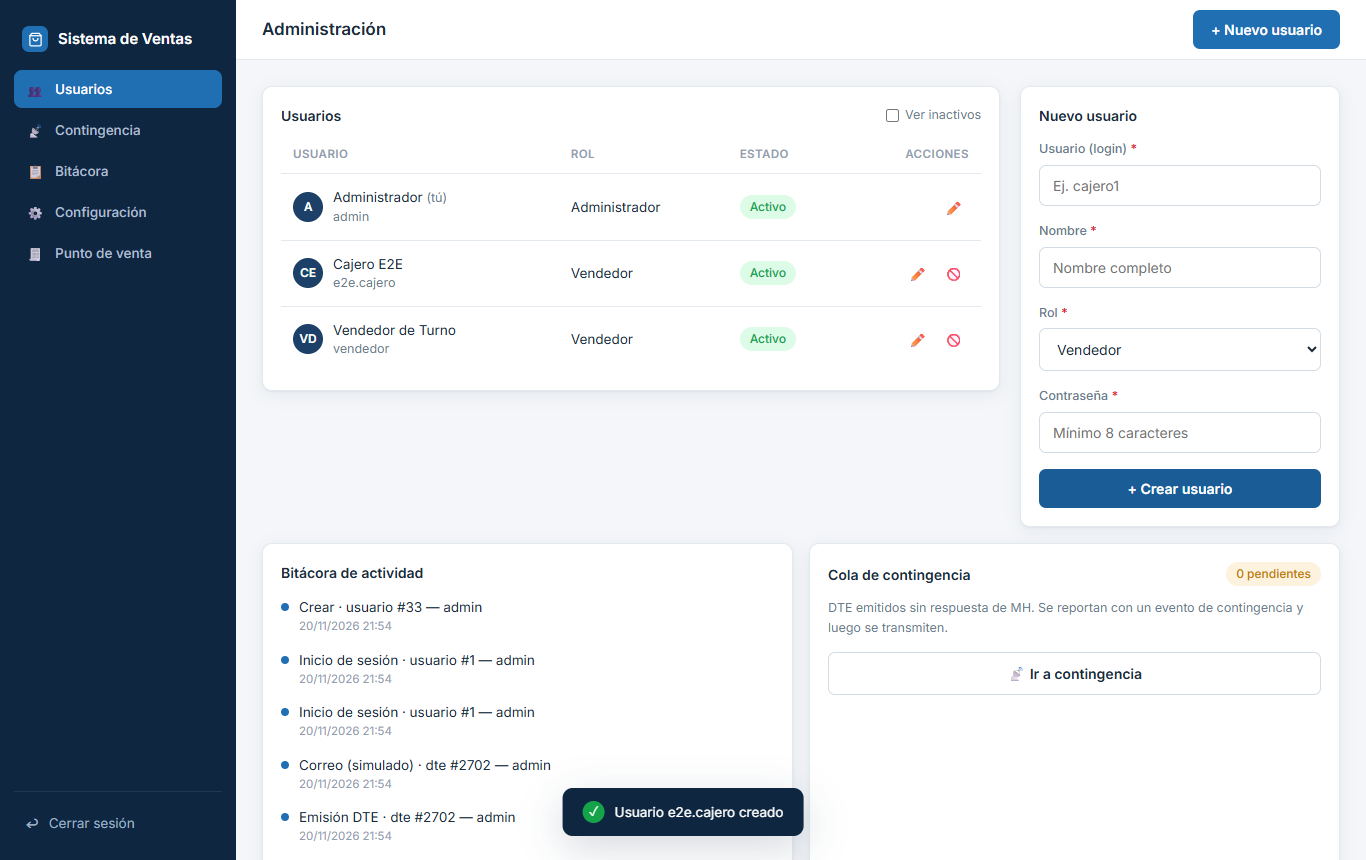 Sistema de Ventas
Usuarios
Contingencia
Bitácora
Configuración
Punto de venta
Cerrar sesión
Administración
+ Nuevo usuario
Usuarios
Ver inactivos
USUARIO ROL ESTADO ACCIONES
A
Administrador (tú)
admin
Administrador
Activo
CE
Cajero E2E
e2e.cajero
Vendedor
Activo
VD
Vendedor de Turno
vendedor
Vendedor
Activo
Nuevo usuario
Usuario (login) *
Ej. cajero1
Nombre *
Nombre completo
Rol *
Vendedor
Contraseña *
Mínimo 8 caracteres
+ Crear usuario
Bitácora de actividad
Crear · usuario #33 — admin
20/11/2026 21:54
Inicio de sesión · usuario #1 — admin
20/11/2026 21:54
Inicio de sesión · usuario #1 — admin
20/11/2026 21:54
Correo (simulado) · dte #2702 — admin
20/11/2026 21:54
Emisión DTE · dte #2702 — admin
20/11/2026 21:54
Cola de contingencia
0 pendientes
DTE emitidos sin respuesta de MH. Se reportan con un evento de contingencia y
luego se transmiten.
Ir a contingencia
Usuario e2e.cajero creado